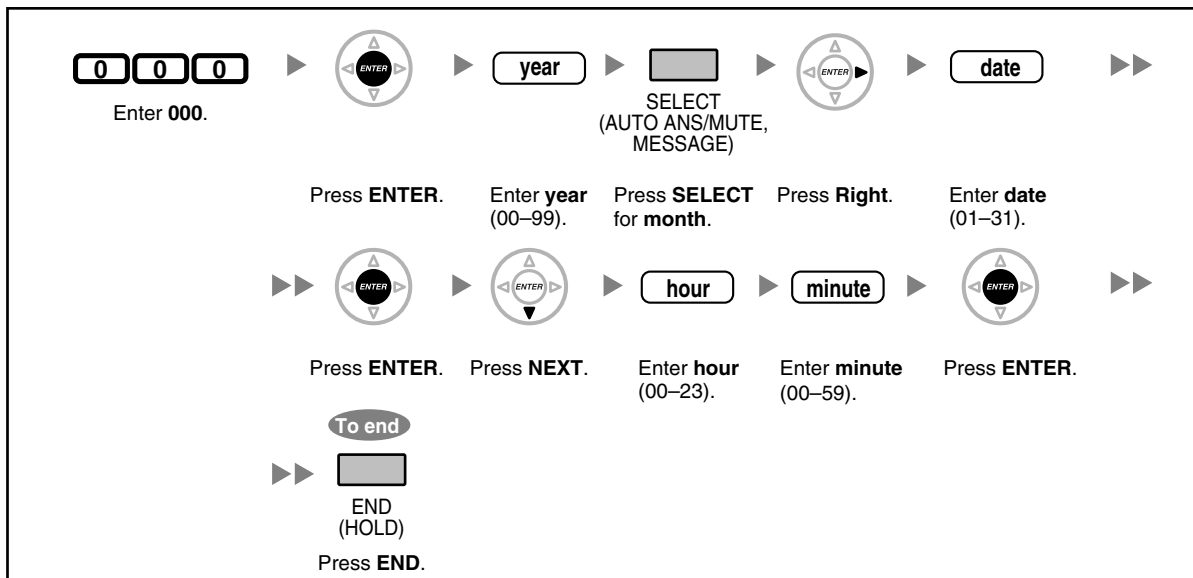 0 0 0
Enter 000.
ENTER
Press ENTER.
year
Enter year
(00–99).
SELECT
(AUTO ANS/MUTE,
MESSAGE)
Press SELECT
for month.
ENTER
Press Right.
date
Enter date
(01–31).
ENTER
Press ENTER.
ENTER
Press NEXT.
hour
Enter hour
(00–23).
minute
Enter minute
(00–59).
ENTER
Press ENTER.
To end
END
(HOLD)
Press END.